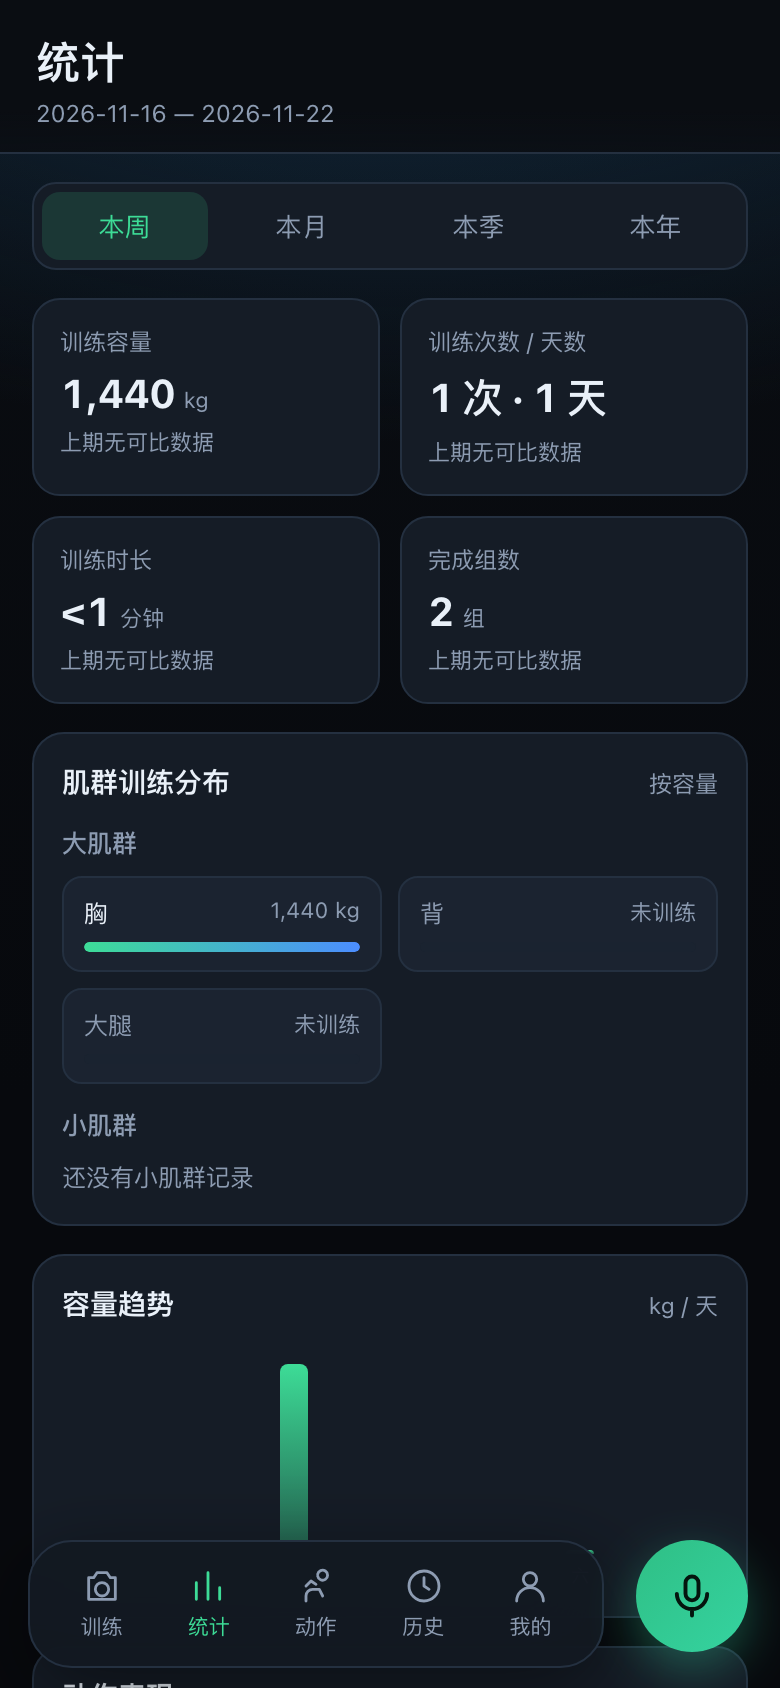 统计
2026-11-16 — 2026-11-22
本周 本月 本季 本年
训练容量
1,440 kg
上期无可比数据
训练次数 / 天数
1 次 · 1 天
上期无可比数据
训练时长
<1 分钟
上期无可比数据
完成组数
2 组
上期无可比数据
肌群训练分布 按容量
大肌群
胸 1,440 kg
背 未训练
大腿 未训练
小肌群
还没有小肌群记录
容量趋势 kg / 天
训练 统计 动作 历史 我的